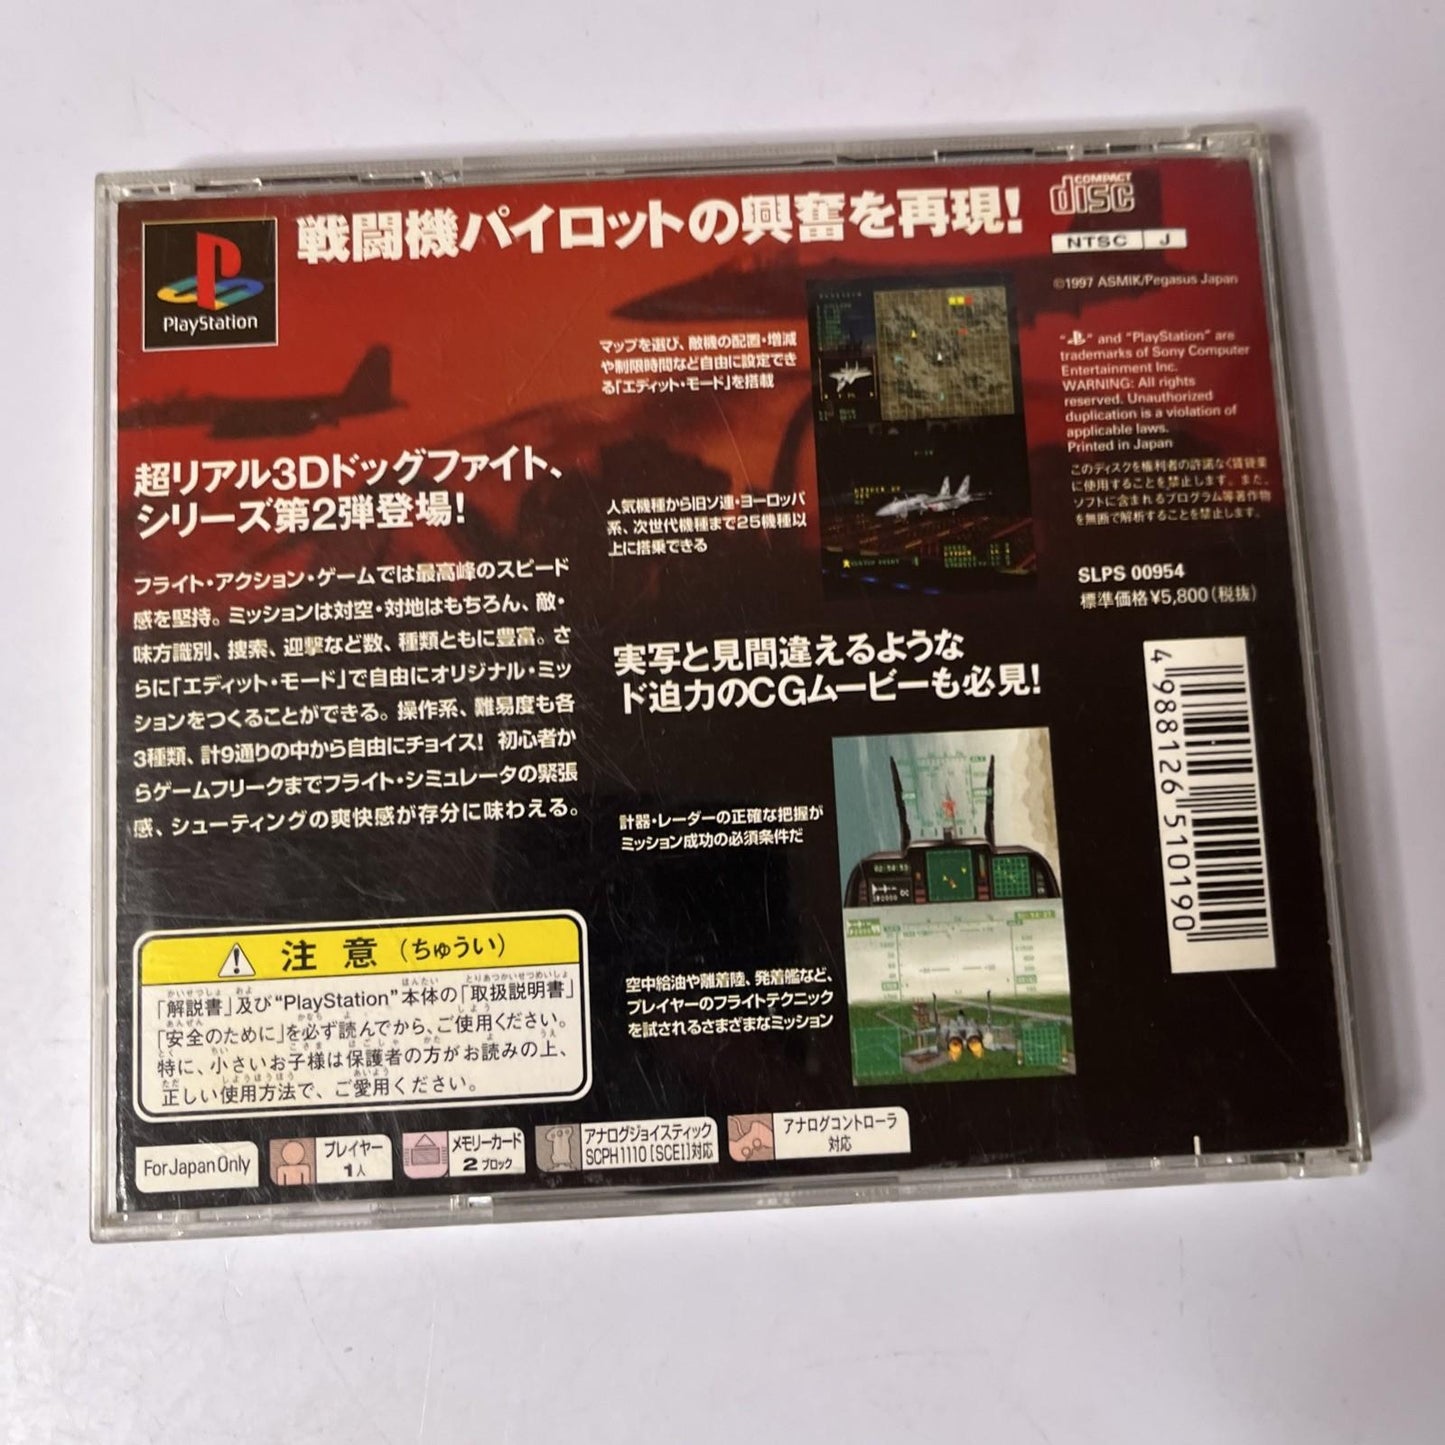 戦闘機パイロットの興奮を再現!
PlayStation
COMPACT
disc
NTSC J
©1997 ASMIK/Pegasus Japan
" " and "PlayStation" are
trademarks of Sony Computer
Entertainment Inc.
WARNING: All rights
reserved. Unauthorized
duplication is a violation of
applicable laws.
Printed in Japan
このディスクを権利者の許諾なく賃貸業
に使用することを禁止します。また、
ソフトに含まれるプログラム等著作物
を無断で解析することを禁止します。
SLPS 00954
標準価格¥5,800(税抜)
4 988126 510190
マップを選び、敵機の配置・増減
や制限時間など自由に設定でき
る「エディット・モード」を搭載
超リアル3Dドッグファイト、
シリーズ第2弾登場!
フライト・アクション・ゲームでは最高峰のスピード
感を堅持。ミッションは対空・対地はもちろん、敵・
味方識別、捜索、迎撃など数、種類ともに豊富。さ
らに「エディット・モード」で自由にオリジナル・ミッ
ションをつくることができる。操作系、難易度も各
3種類、計9通りの中から自由にチョイス! 初心者か
らゲームフリークまでフライト・シミュレータの緊張
感、シューティングの爽快感が存分に味わえる。
人気機種から旧ソ連・ヨーロッパ
系、次世代機種まで25機種以
上に搭乗できる
実写と見間違えるような
ド迫力のCGムービーも必見!
計器・レーダーの正確な把握が
ミッション成功の必須条件だ
空中給油や離着陸、発着艦など、
プレイヤーのフライトテクニック
を試されるさまざまなミッション
注意(ちゅうい)
「解説書」及び"PlayStation"本体の「取扱説明書」
「安全のために」を必ず読んでから、ご使用ください。
特に、小さいお子様は保護者の方がお読みの上、
正しい使用方法で、ご愛用ください。
For Japan Only
プレイヤー
1人
メモリーカード
2ブロック
アナログジョイスティック
SCPH1110[SCEI]対応
アナログコントローラ
対応